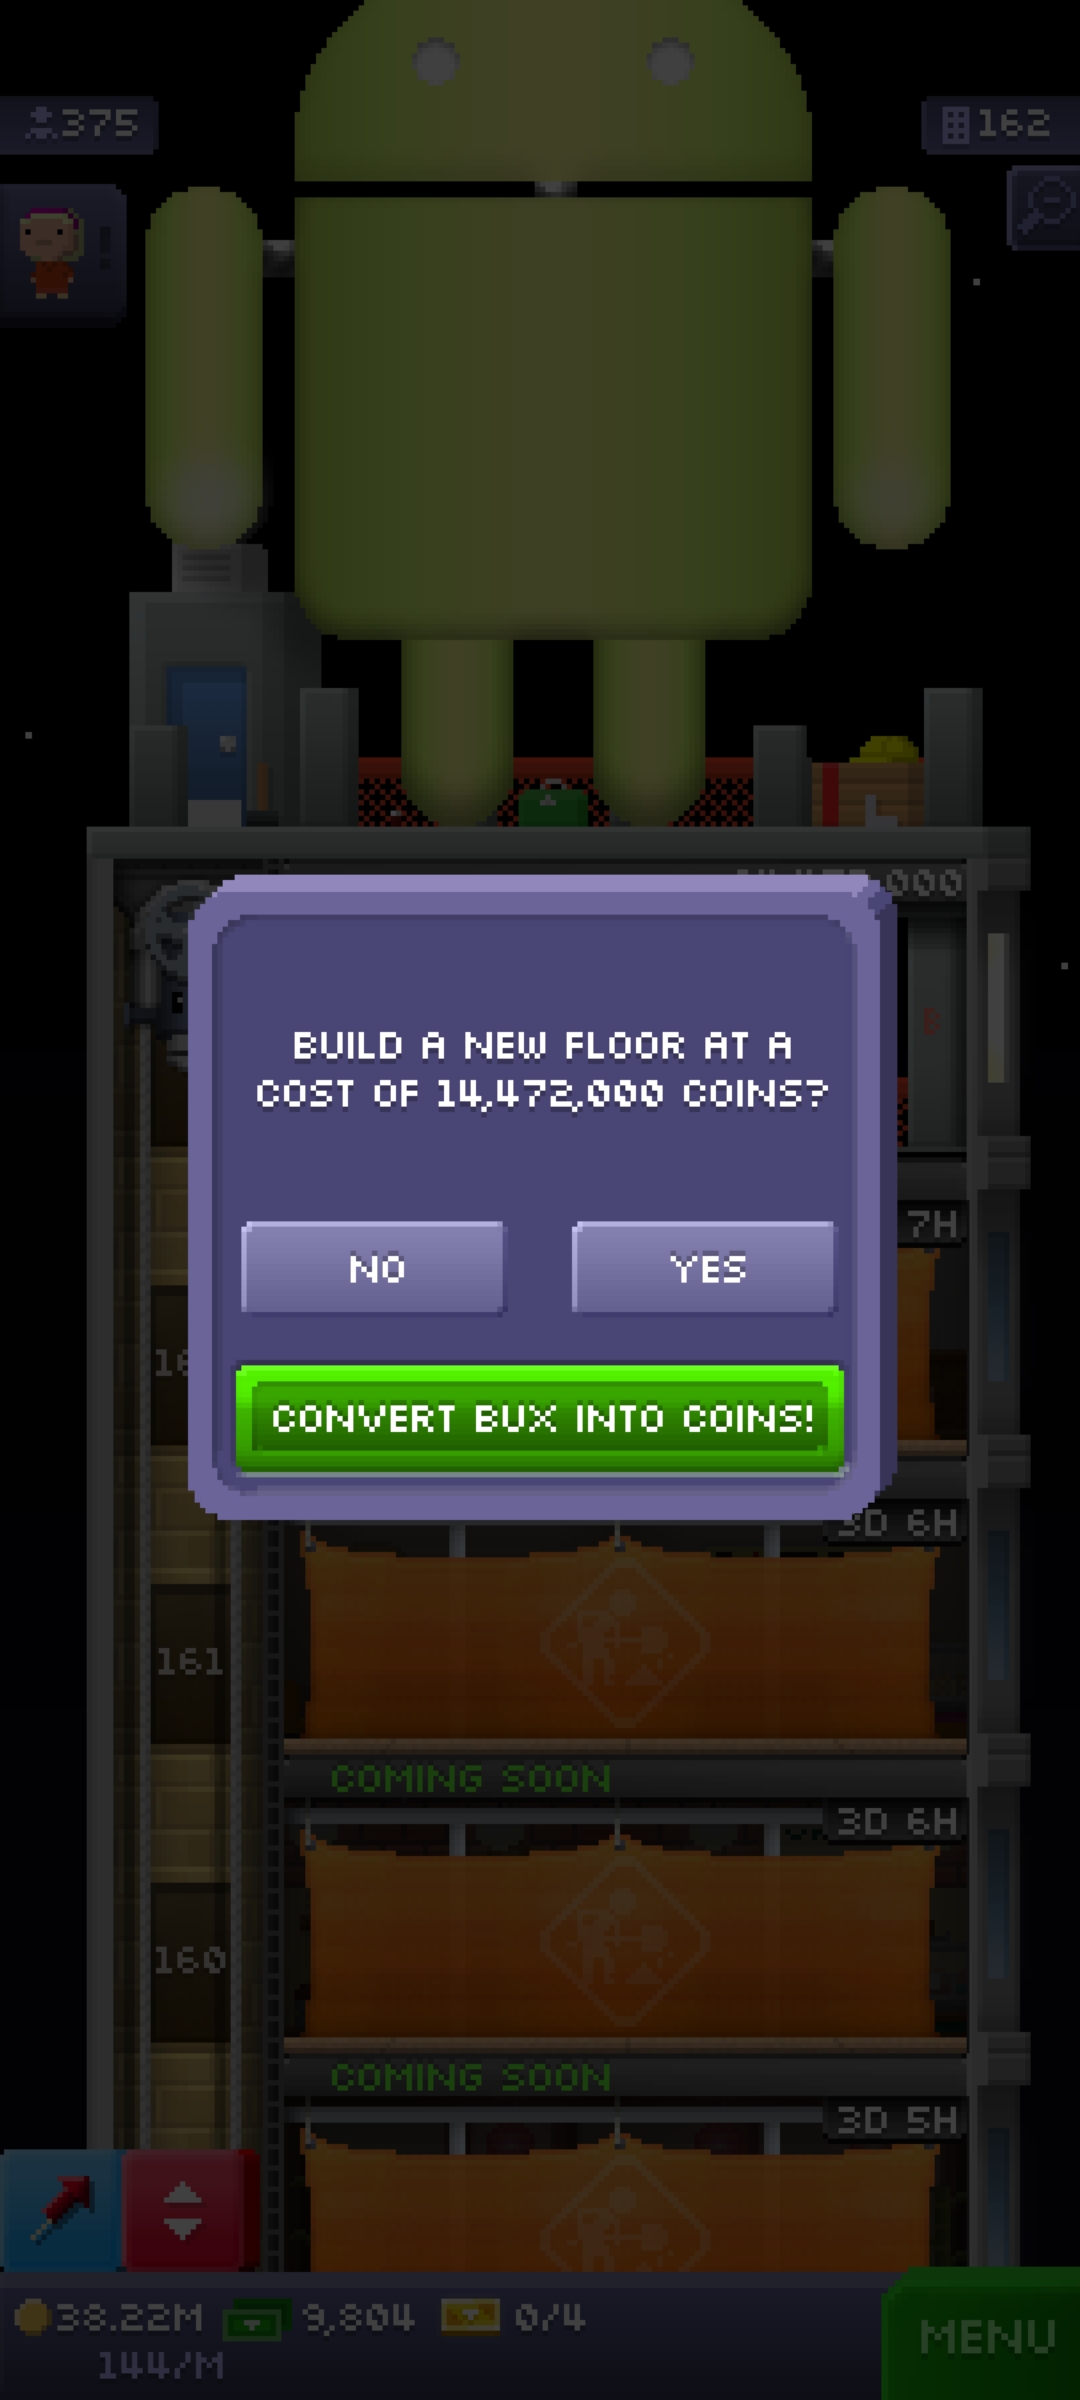 375
162
BUILD A NEW FLOOR AT A
COST OF 14,472,000 COINS?
NO
YES
CONVERT BUX INTO COINS!
7H
3D 6H
161
COMING SOON
3D 6H
160
COMING SOON
3D 5H
38.22M
9,804
0/4
144/M
MENU